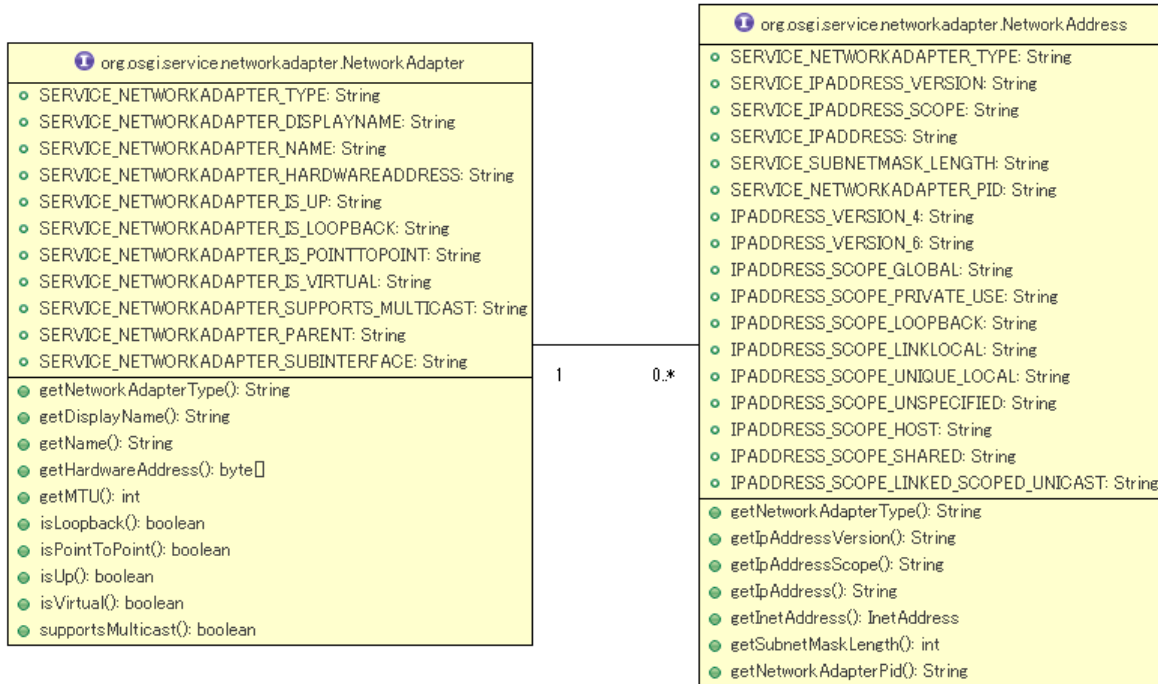 org.osgi.service.networkadapter.NetworkAdapter
SERVICE_NETWORKADAPTER_TYPE: String
SERVICE_NETWORKADAPTER_DISPLAYNAME: String
SERVICE_NETWORKADAPTER_NAME: String
SERVICE_NETWORKADAPTER_HARDWAREADDRESS: String
SERVICE_NETWORKADAPTER_IS_UP: String
SERVICE_NETWORKADAPTER_IS_LOOPBACK: String
SERVICE_NETWORKADAPTER_IS_POINTTOPOINT: String
SERVICE_NETWORKADAPTER_IS_VIRTUAL: String
SERVICE_NETWORKADAPTER_SUPPORTS_MULTICAST: String
SERVICE_NETWORKADAPTER_PARENT: String
SERVICE_NETWORKADAPTER_SUBINTERFACE: String
getNetworkAdapterType(): String
getDisplayName(): String
getName(): String
getHardwareAddress(): byte[]
getMTU(): int
isLoopback(): boolean
isPointToPoint(): boolean
isUp(): boolean
isVirtual(): boolean
supportsMulticast(): boolean
1
0..*
org.osgi.service.networkadapter.NetworkAddress
SERVICE_NETWORKADAPTER_TYPE: String
SERVICE_IPADDRESS_VERSION: String
SERVICE_IPADDRESS_SCOPE: String
SERVICE_IPADDRESS: String
SERVICE_SUBNETMASK_LENGTH: String
SERVICE_NETWORKADAPTER_PID: String
IPADDRESS_VERSION_4: String
IPADDRESS_VERSION_6: String
IPADDRESS_SCOPE_GLOBAL: String
IPADDRESS_SCOPE_PRIVATE_USE: String
IPADDRESS_SCOPE_LOOPBACK: String
IPADDRESS_SCOPE_LINKLOCAL: String
IPADDRESS_SCOPE_UNIQUE_LOCAL: String
IPADDRESS_SCOPE_UNSPECIFIED: String
IPADDRESS_SCOPE_HOST: String
IPADDRESS_SCOPE_SHARED: String
IPADDRESS_SCOPE_LINKED_SCOPED_UNICAST: String
getNetworkAdapterType(): String
getIpAddressVersion(): String
getIpAddressScope(): String
getIpAddress(): String
getInetAddress(): InetAddress
getSubnetMaskLength(): int
getNetworkAdapterPid(): String